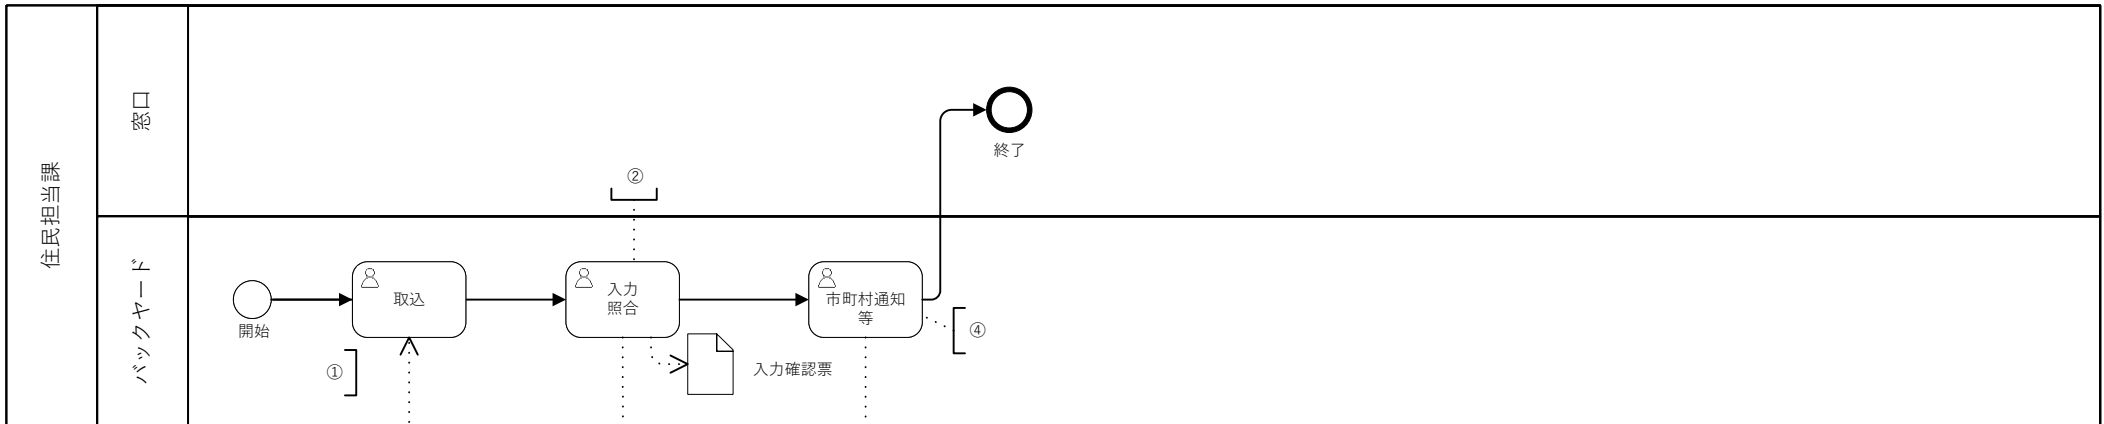 住民担当課
窓口
終了
②
バックヤード
開始
取込
入力
照合
市町村通知
等
①
入力確認票
④